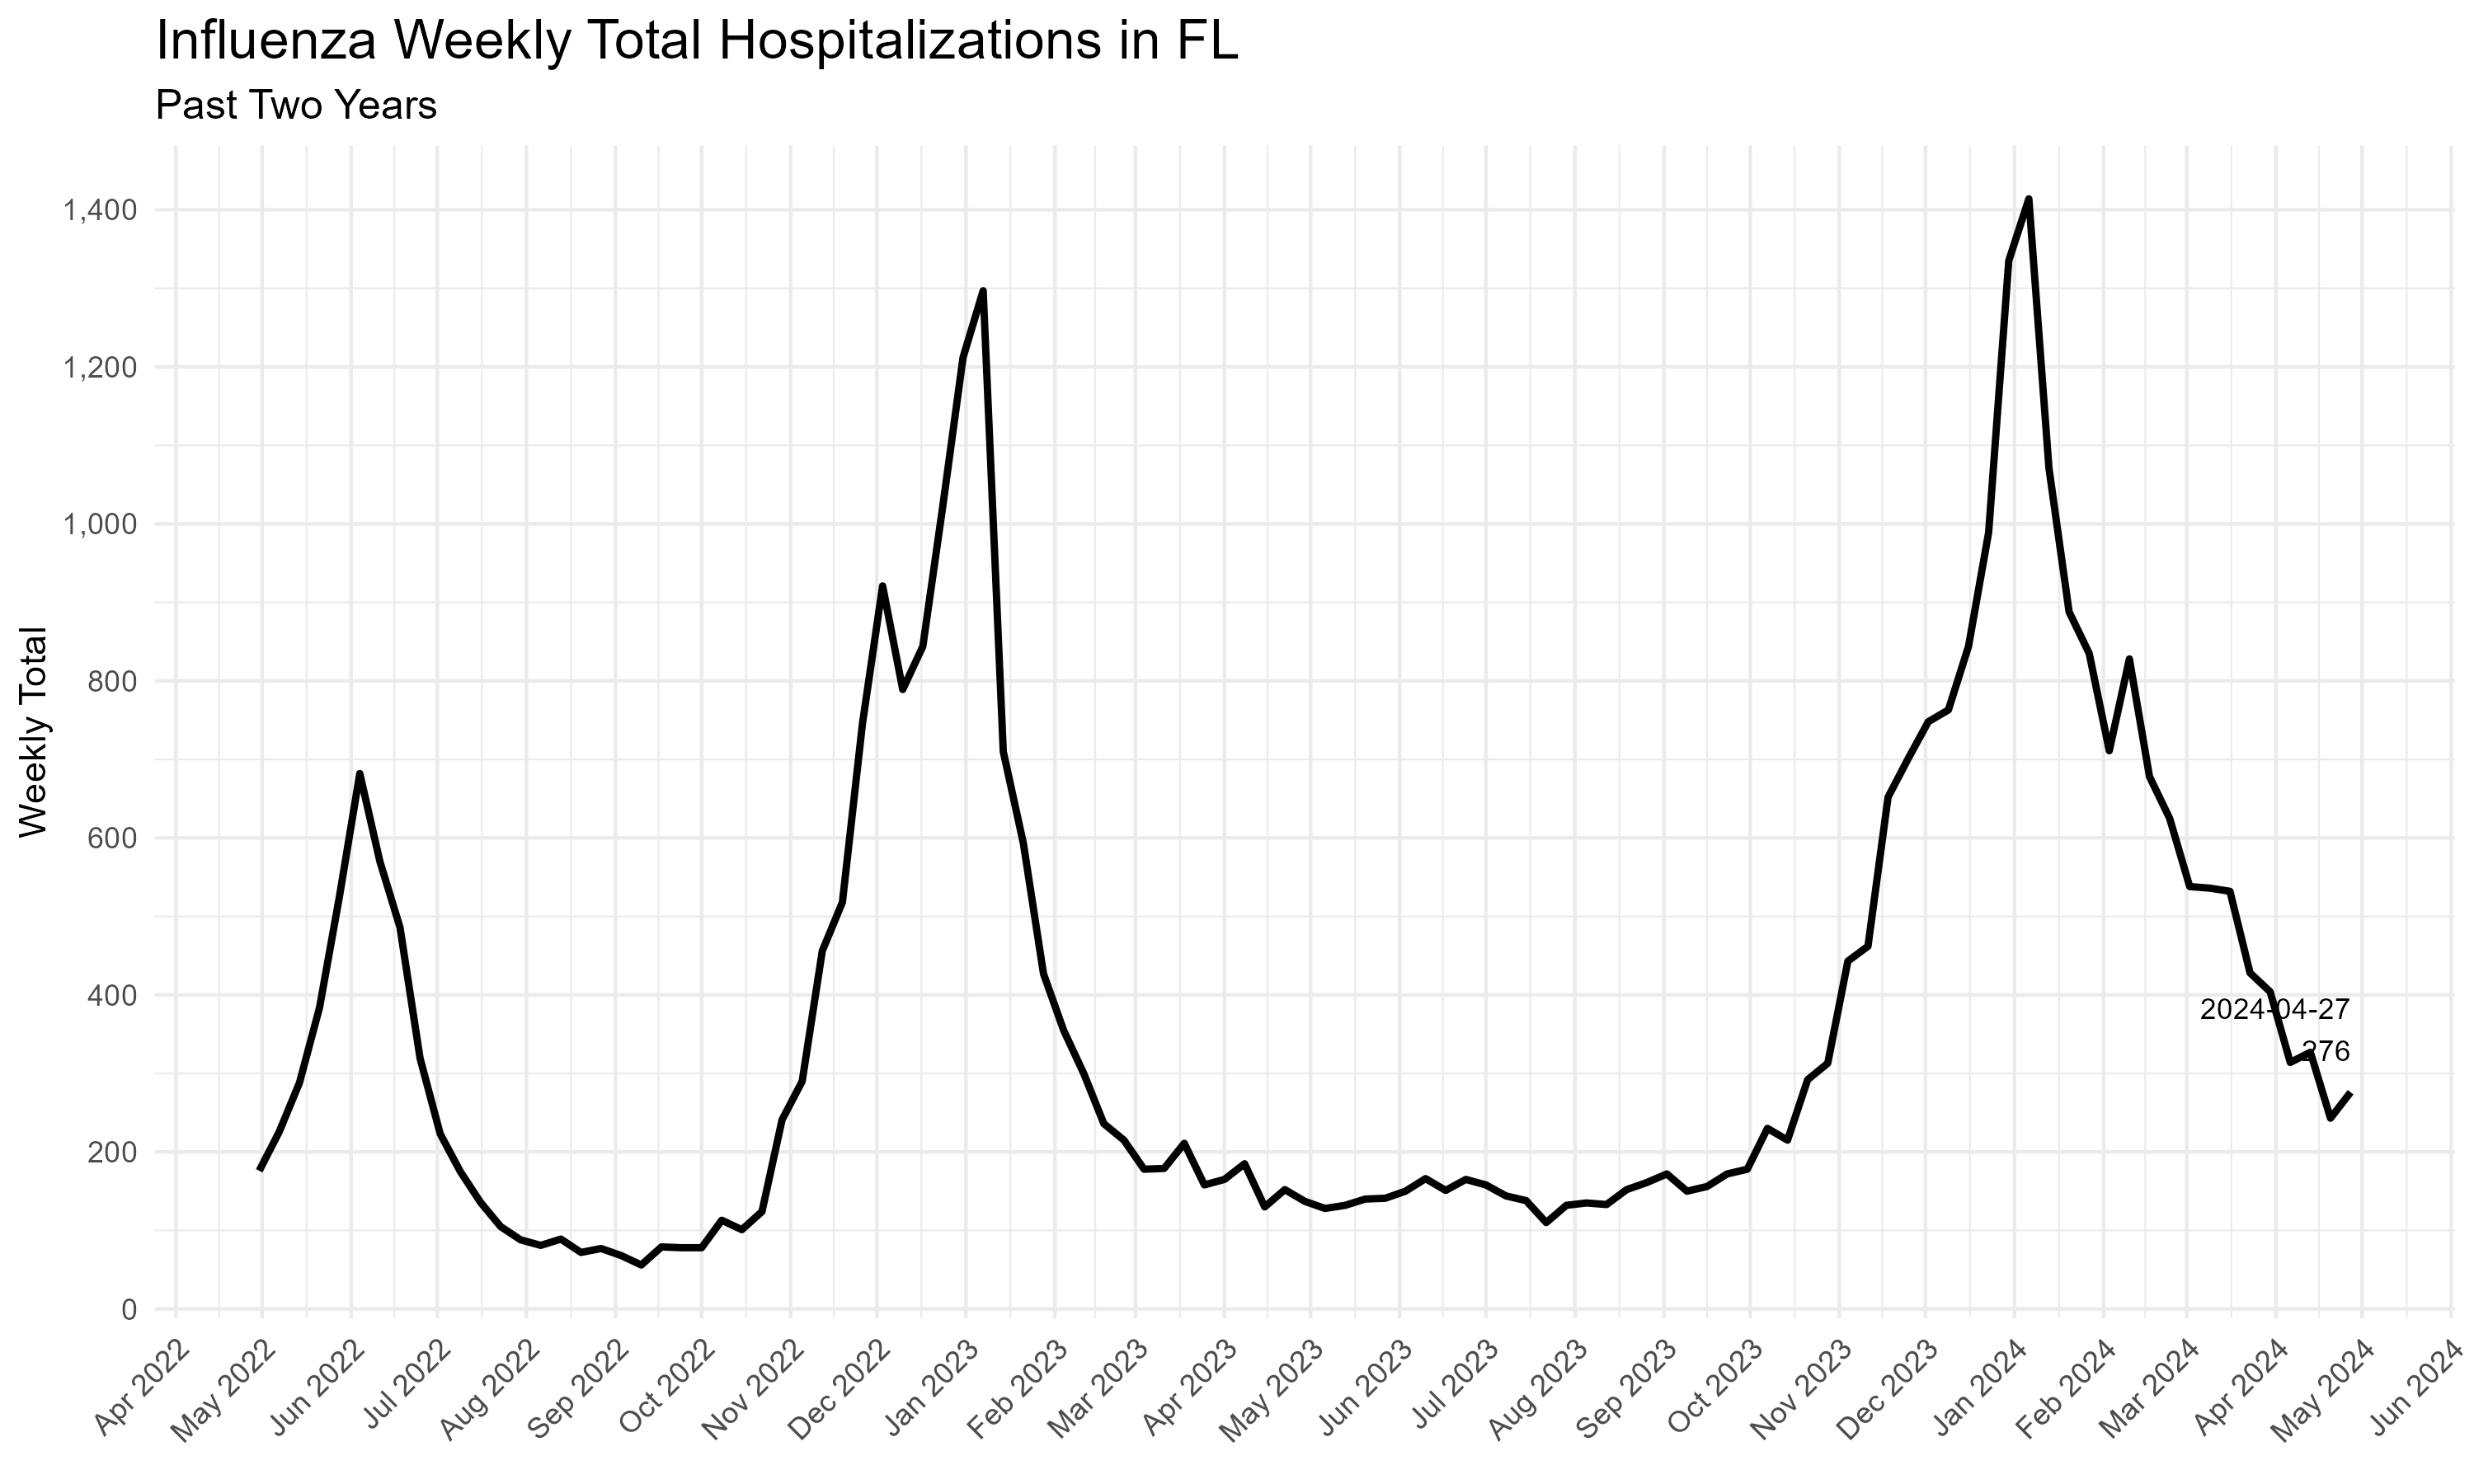 Influenza Weekly Total Hospitalizations in FL
Past Two Years
Weekly Total
1,400
1,200
1,000
800
600
400
200
0
2024-04-27
276
Apr 2022
May 2022
Jun 2022
Jul 2022
Aug 2022
Sep 2022
Oct 2022
Nov 2022
Dec 2022
Jan 2023
Feb 2023
Mar 2023
Apr 2023
May 2023
Jun 2023
Jul 2023
Aug 2023
Sep 2023
Oct 2023
Nov 2023
Dec 2023
Jan 2024
Feb 2024
Mar 2024
Apr 2024
May 2024
Jun 2024